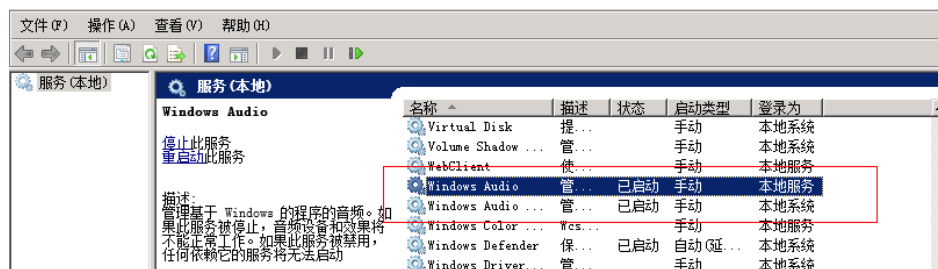 文件(F) 操作(A) 查看(V) 帮助(H)
服务(本地)
服务(本地)
Windows Audio
停止此服务
重启动此服务
描述:
管理基于 Windows 的程序的音频。如
果此服务被停止，音频设备和效果将
不能正常工作。如果此服务被禁用，
任何依赖它的服务将无法启动
名称 描述 状态 启动类型 登录为
Virtual Disk 提... 手动 本地系统
Volume Shadow ... 管... 手动 本地系统
WebClient 使... 手动 本地服务
Windows Audio 管... 已启动 手动 本地服务
Windows Audio ... 管... 已启动 手动 本地系统
Windows Color ... Wcs... 手动 本地服务
Windows Defender 保... 已启动 自动(延... 本地系统
Windows Driver... 管... 手动 本地系统